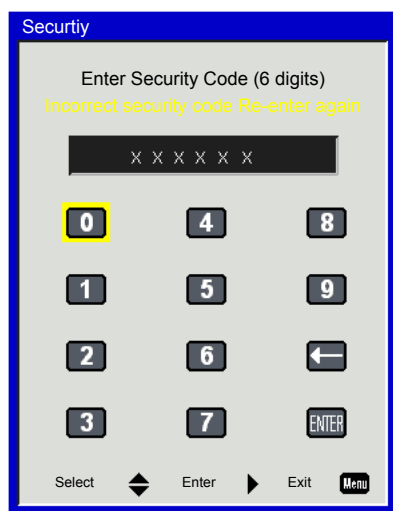 Securtiy
Enter Security Code (6 digits)
Incorrect security code Re-enter again
X X X X X X
0 4 8
1 5 9
2 6
3 7 ENTER
Select Enter Exit Menu